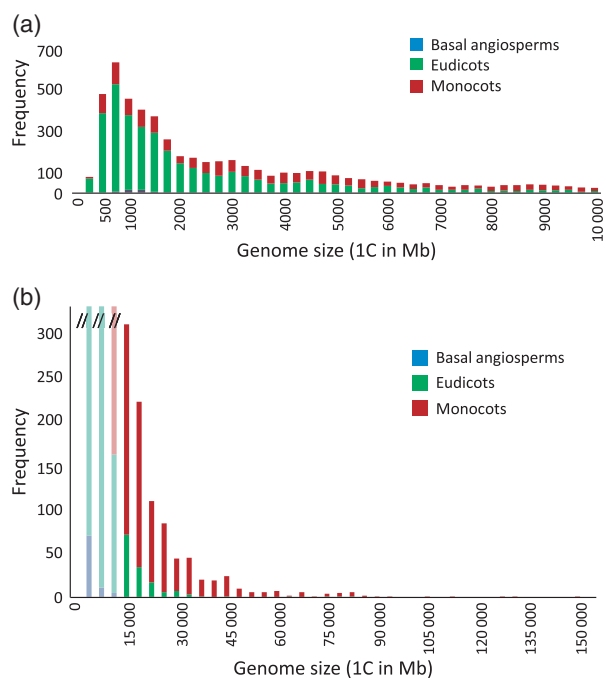 (a)
700
500
300
100
0
Frequency
Basal angiosperms
Eudicots
Monocots
0
500
1000
2000
3000
4000
5000
6000
7000
8000
9000
10 000
Genome size (1C in Mb)
(b)
300
250
200
150
100
50
0
Frequency
// // //
Basal angiosperms
Eudicots
Monocots
0
15 000
30 000
45 000
60 000
75 000
90 000
105 000
120 000
135 000
150 000
Genome size (1C in Mb)